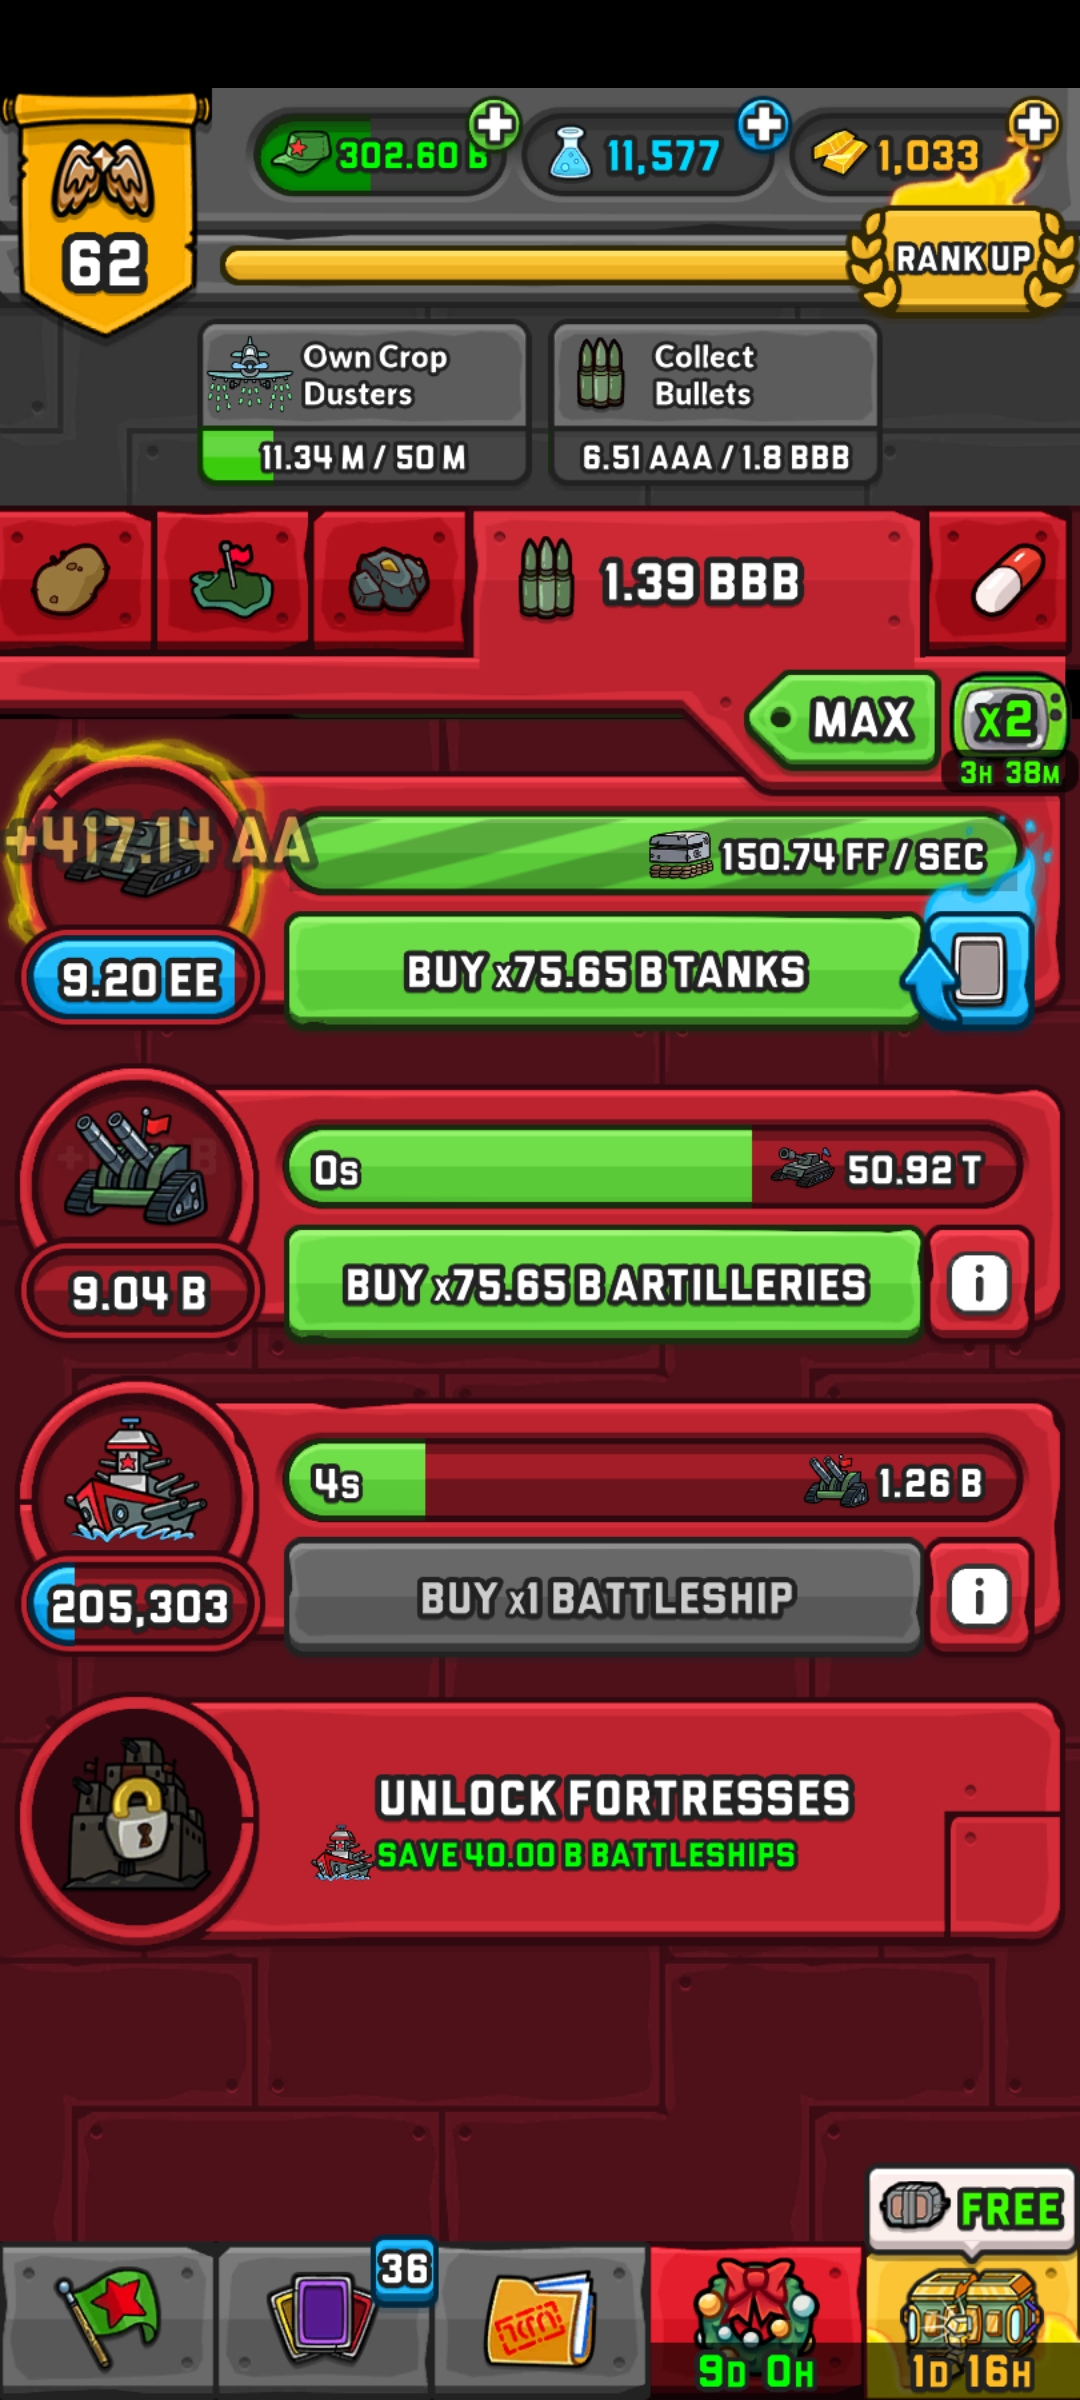 302.60 B
11,577
1,033
62
RANK UP
Own Crop
Dusters
11.34 M / 50 M
Collect
Bullets
6.51 AAA / 1.8 BBB
1.39 BBB
MAX
x2
3H 38M
+417.14 AA
150.74 FF / SEC
9.20 EE
BUY x75.65 B TANKS
0s
50.92 T
9.04 B
BUY x75.65 B ARTILLERIES
i
4s
1.26 B
205,303
BUY x1 BATTLESHIP
i
UNLOCK FORTRESSES
SAVE 40.00 B BATTLESHIPS
FREE
36
9D 0H
1D 16H